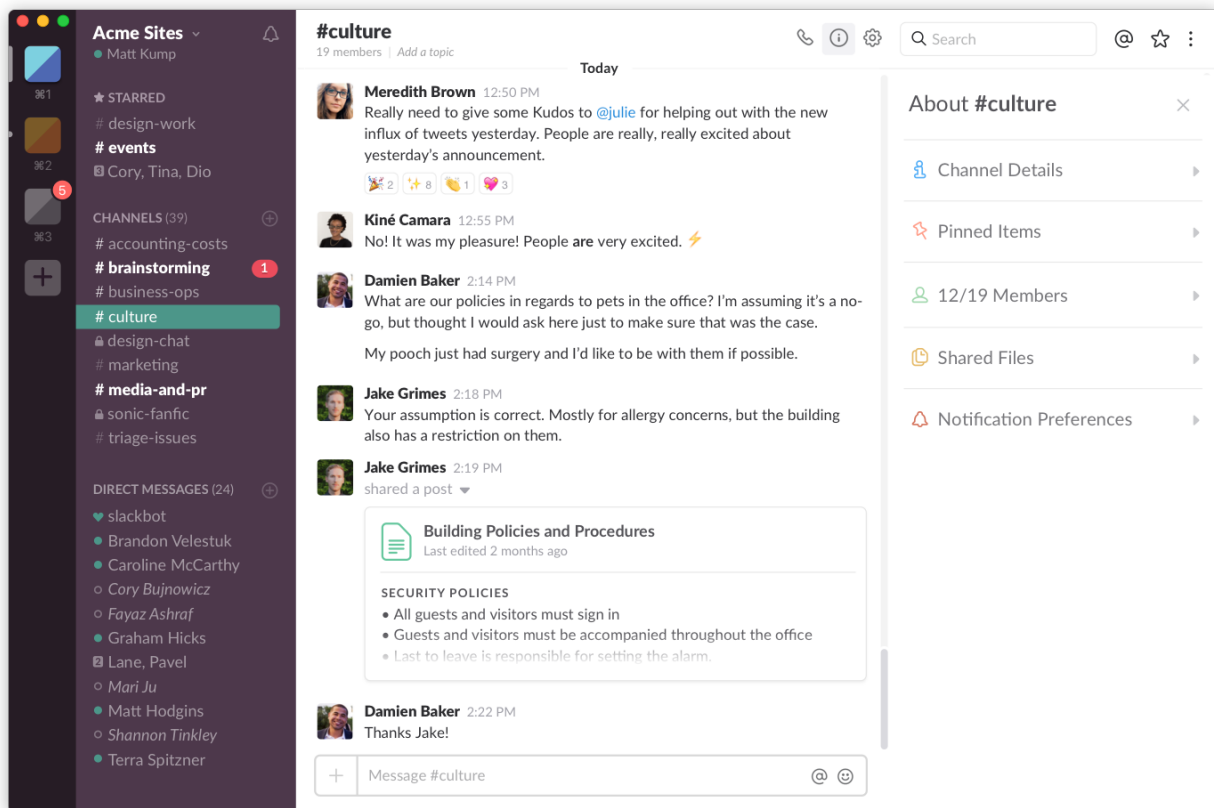 Acme Sites
Matt Kump
⌘1
⌘2
5
⌘3
STARRED
# design-work
# events
3 Cory, Tina, Dio
CHANNELS (39)
# accounting-costs
# brainstorming 1
# business-ops
# culture
design-chat
# marketing
# media-and-pr
sonic-fanfic
# triage-issues
DIRECT MESSAGES (24)
slackbot
Brandon Velestuk
Caroline McCarthy
Cory Bujnowicz
Fayaz Ashraf
Graham Hicks
2 Lane, Pavel
Mari Ju
Matt Hodgins
Shannon Tinkley
Terra Spitzner
#culture
19 members | Add a topic
Search
Today
Meredith Brown 12:50 PM
Really need to give some Kudos to @julie for helping out with the new
influx of tweets yesterday. People are really, really excited about
yesterday's announcement.
🎉 2 ✨ 8 👏 1 💖 3
Kiné Camara 12:55 PM
No! It was my pleasure! People are very excited. ⚡
Damien Baker 2:14 PM
What are our policies in regards to pets in the office? I'm assuming it's a no-
go, but thought I would ask here just to make sure that was the case.
My pooch just had surgery and I'd like to be with them if possible.
Jake Grimes 2:18 PM
Your assumption is correct. Mostly for allergy concerns, but the building
also has a restriction on them.
Jake Grimes 2:19 PM
shared a post
Building Policies and Procedures
Last edited 2 months ago
SECURITY POLICIES
• All guests and visitors must sign in
• Guests and visitors must be accompanied throughout the office
• Last to leave is responsible for setting the alarm.
Damien Baker 2:22 PM
Thanks Jake!
Message #culture
About #culture
Channel Details
Pinned Items
12/19 Members
Shared Files
Notification Preferences